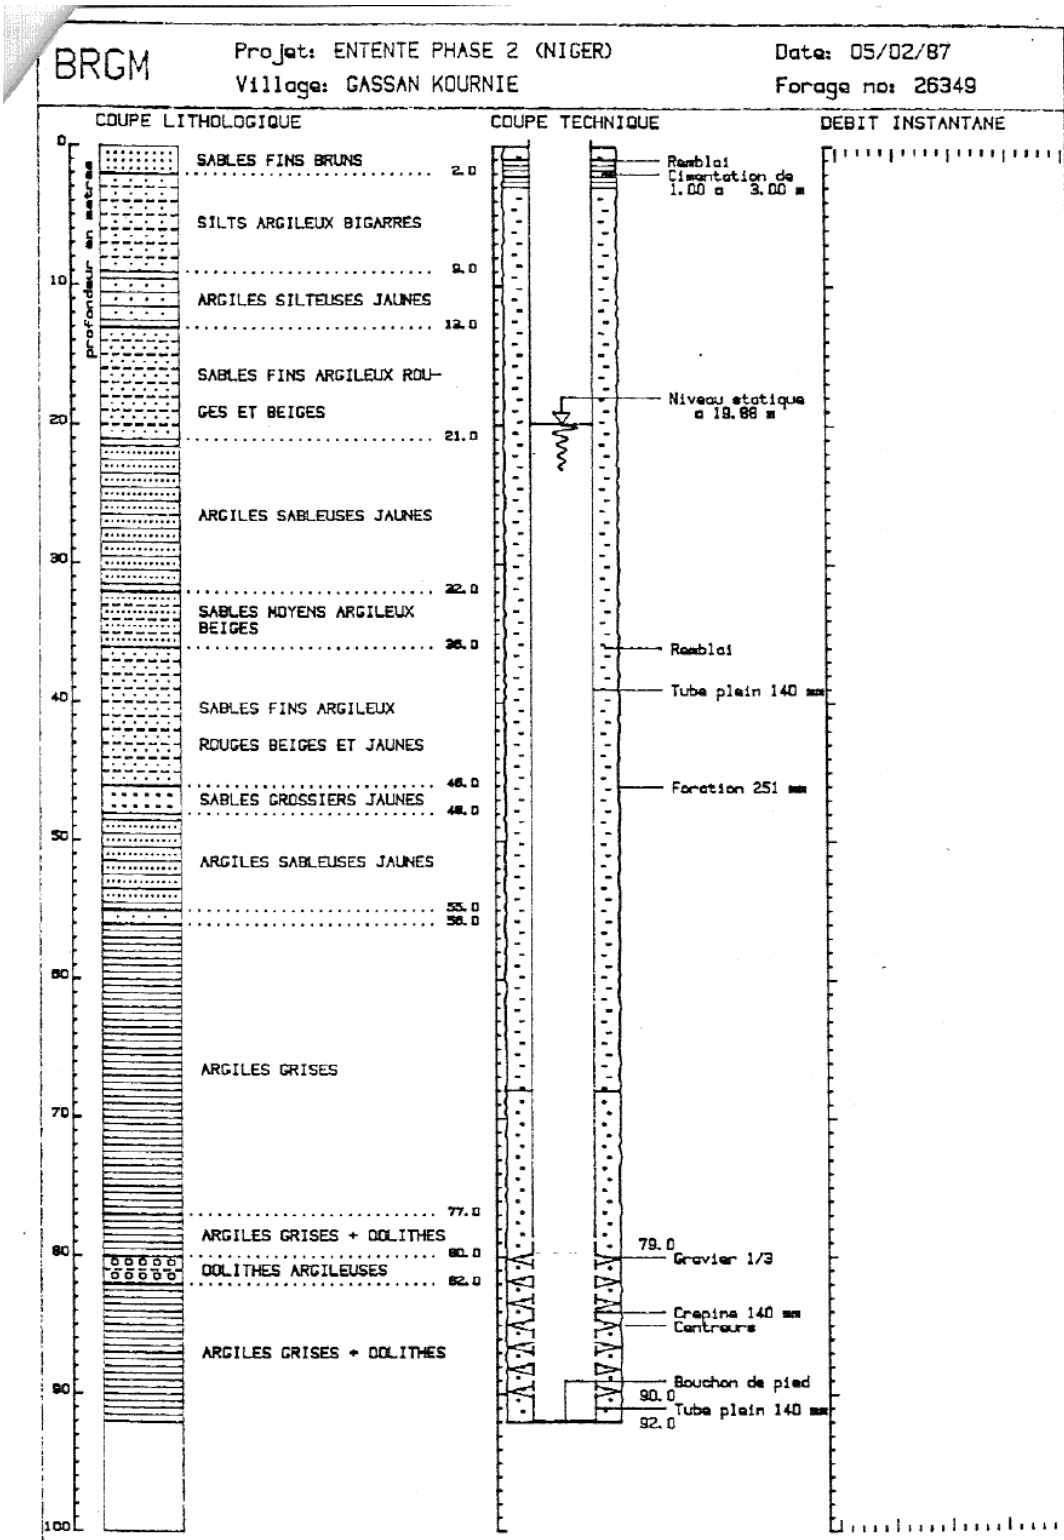 BRGM
Projet: ENTENTE PHASE 2 (NIGER)
Village: GASSAN KOURNIE
Date: 05/02/87
Forage no: 26349
COUPE LITHOLOGIQUE
COUPE TECHNIQUE
DEBIT INSTANTANE
profondeur en metres
0
10
20
30
40
50
60
70
80
90
100
SABLES FINS BRUNS
2.0
SILTS ARGILEUX BIGARRES
9.0
ARGILES SILTEUSES JAUNES
13.0
SABLES FINS ARGILEUX ROU-
GES ET BEIGES
21.0
ARGILES SABLEUSES JAUNES
32.0
SABLES MOYENS ARGILEUX
BEIGES
36.0
SABLES FINS ARGILEUX
ROUGES BEIGES ET JAUNES
46.0
SABLES GROSSIERS JAUNES
48.0
ARGILES SABLEUSES JAUNES
55.0
56.0
ARGILES GRISES
77.0
ARGILES GRISES + OOLITHES
80.0
OOLITHES ARGILEUSES
82.0
ARGILES GRISES + OOLITHES
Remblai
Cimentation de
1.00 a 3.00 m
Niveau statique
a 19.88 m
Remblai
Tube plein 140 mm
Foration 251 mm
79.0
Gravier 1/3
Crepine 140 mm
Centreurs
Bouchon de pied
90.0
Tube plein 140 mm
92.0